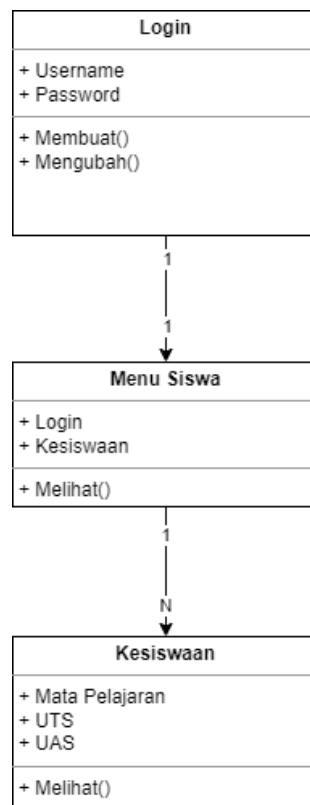 Login
+ Username
+ Password
+ Membuat()
+ Mengubah()
1
1
Menu Siswa
+ Login
+ Kesiswaan
+ Melihat()
1
N
Kesiswaan
+ Mata Pelajaran
+ UTS
+ UAS
+ Melihat()